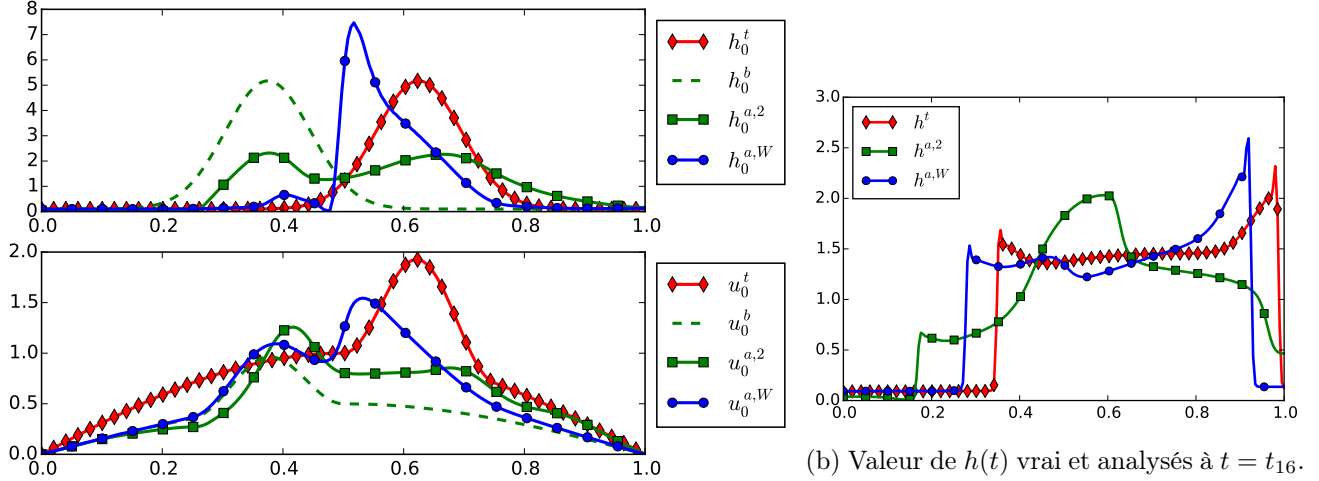 8
7
6
5
4
3
2
1
0
0.0 0.2 0.4 0.6 0.8 1.0
h_0^t
h_0^b
h_0^{a,2}
h_0^{a,W}
2.0
1.5
1.0
0.5
0.0
0.0 0.2 0.4 0.6 0.8 1.0
u_0^t
u_0^b
u_0^{a,2}
u_0^{a,W}
3.0
2.5
2.0
1.5
1.0
0.5
0.0
0.0 0.2 0.4 0.6 0.8 1.0
h^t
h^{a,2}
h^{a,W}
(b) Valeur de h(t) vrai et analysés à t = t_{16}.